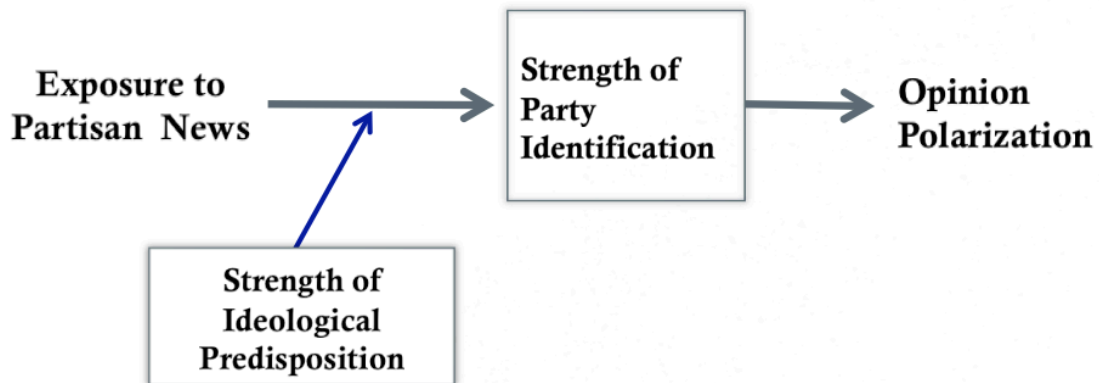 Exposure to
Partisan News
Strength of
Party
Identification
Opinion
Polarization
Strength of
Ideological
Predisposition